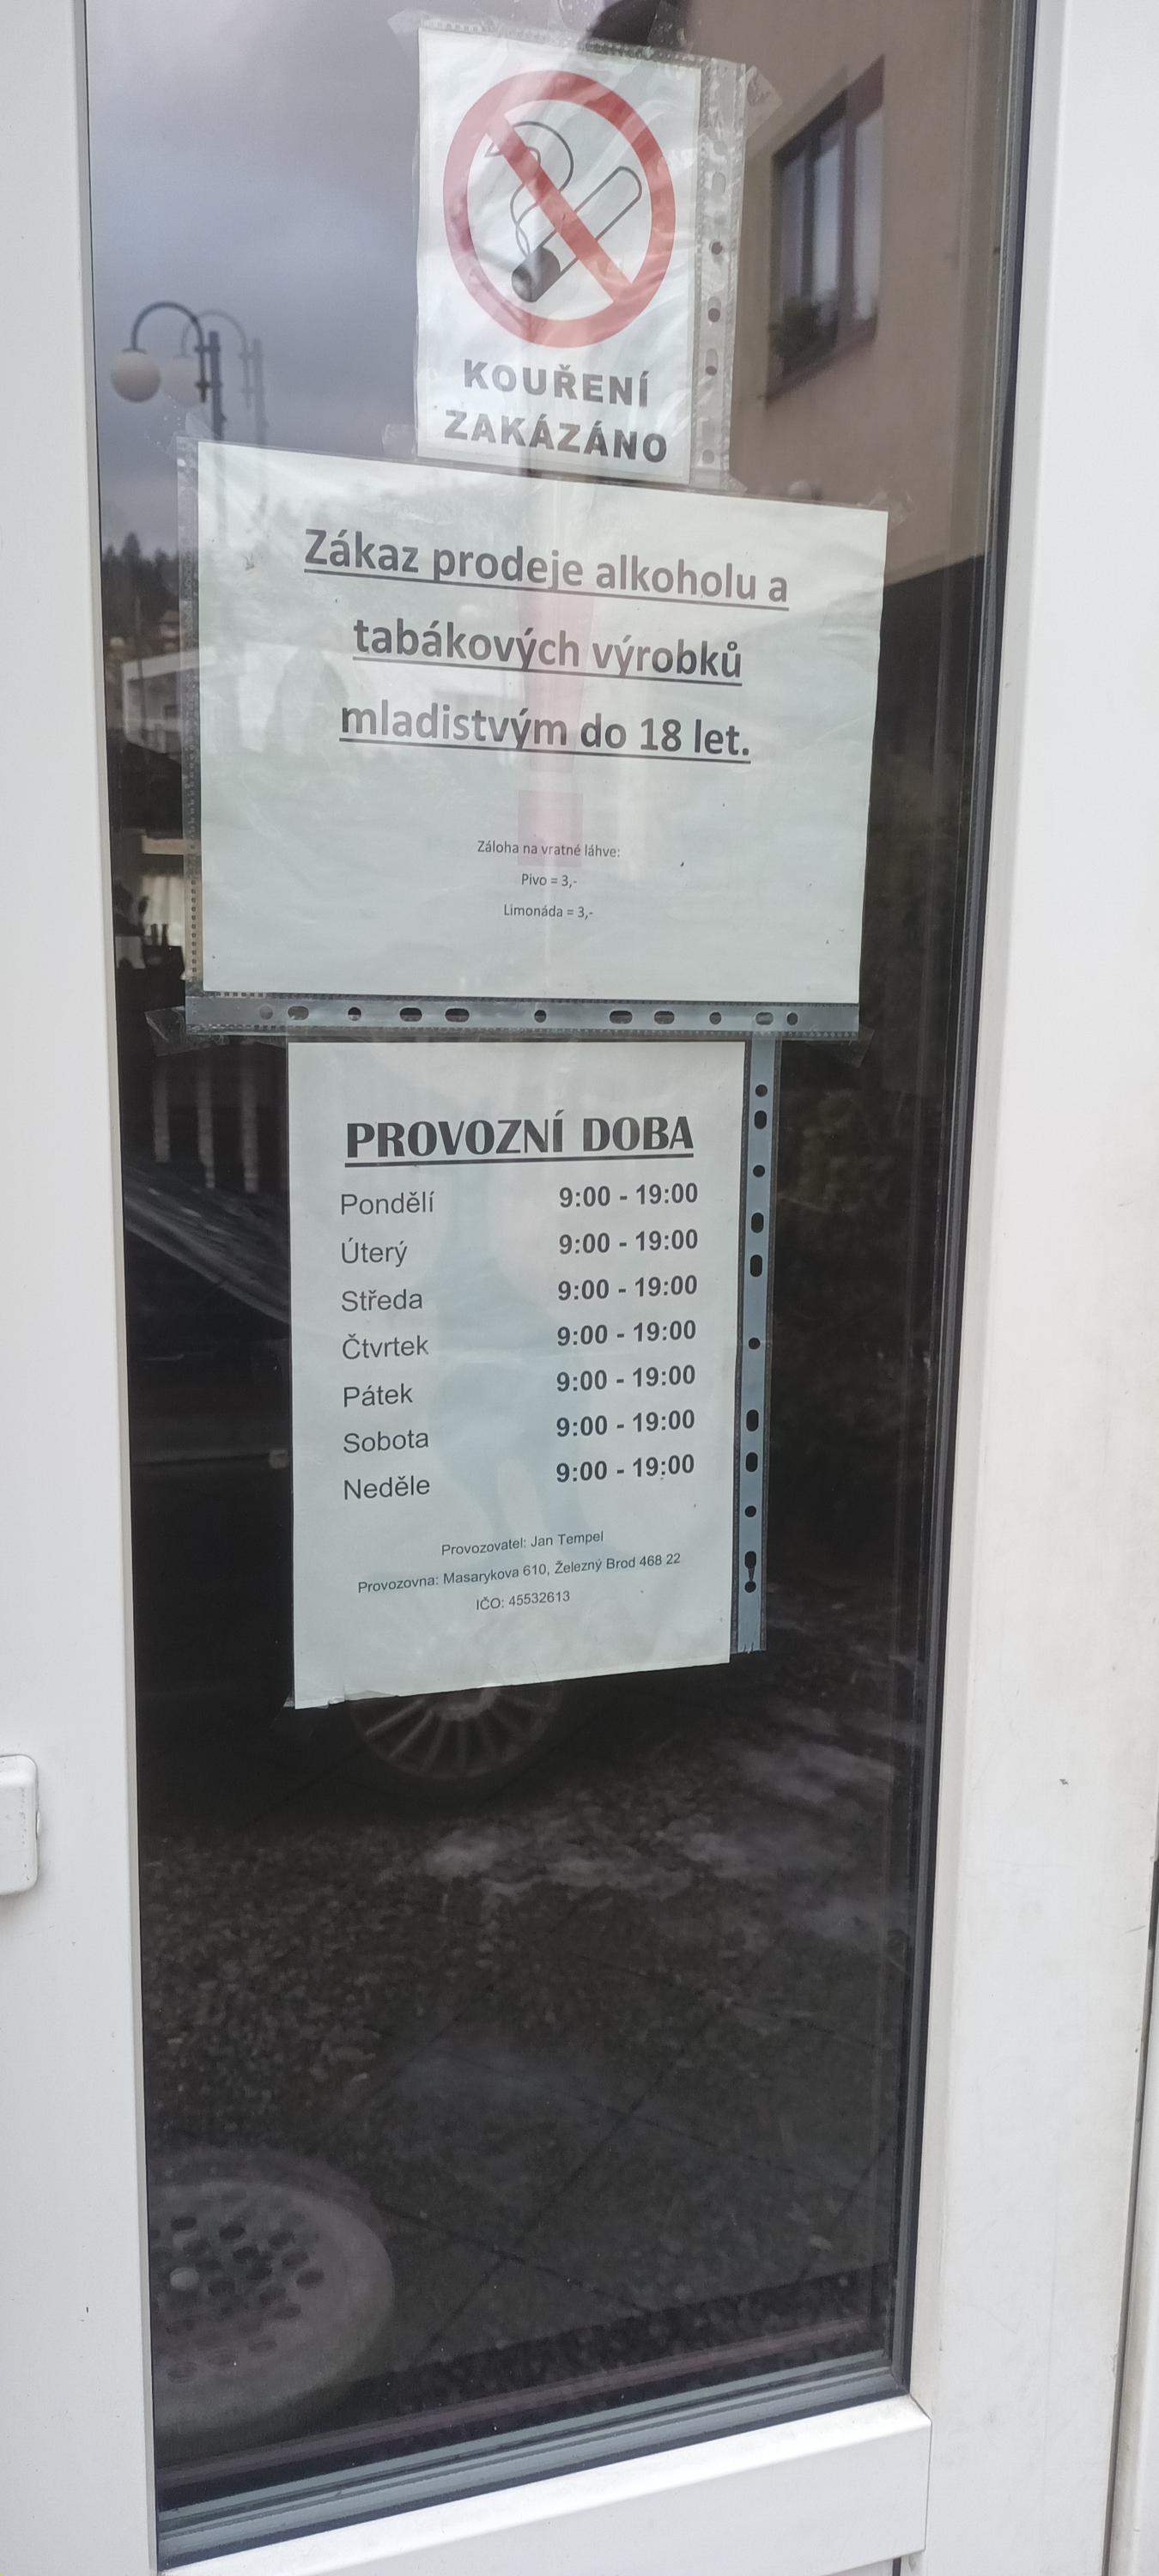 KOUŘENÍ
ZAKÁZÁNO
Zákaz prodeje alkoholu a
tabákových výrobků
mladistvým do 18 let.
Záloha na vratné láhve:
Pivo = 3,-
Limonáda = 3,-
PROVOZNÍ DOBA
Pondělí 9:00 - 19:00
Úterý 9:00 - 19:00
Středa 9:00 - 19:00
Čtvrtek 9:00 - 19:00
Pátek 9:00 - 19:00
Sobota 9:00 - 19:00
Neděle 9:00 - 19:00
Provozovatel: Jan Tempel
Provozovna: Masarykova 610, Železný Brod 468 22
IČO: 45532613